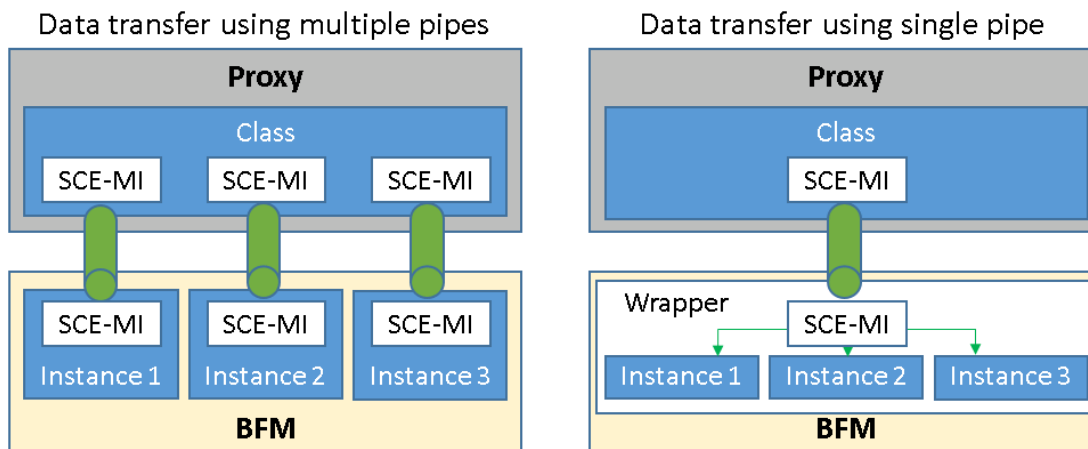 Data transfer using multiple pipes
Proxy
Class
SCE-MI SCE-MI SCE-MI
SCE-MI SCE-MI SCE-MI
Instance 1 Instance 2 Instance 3
BFM
Data transfer using single pipe
Proxy
Class
SCE-MI
Wrapper
SCE-MI
Instance 1 Instance 2 Instance 3
BFM